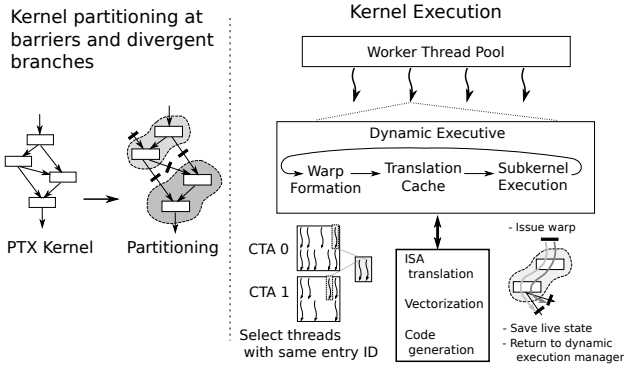 Kernel partitioning at
barriers and divergent
branches
PTX Kernel
Partitioning
Kernel Execution
Worker Thread Pool
Dynamic Executive
Warp
Formation
Translation
Cache
Subkernel
Execution
CTA 0
CTA 1
Select threads
with same entry ID
ISA
translation
Vectorization
Code
generation
- Issue warp
- Save live state
- Return to dynamic
execution manager